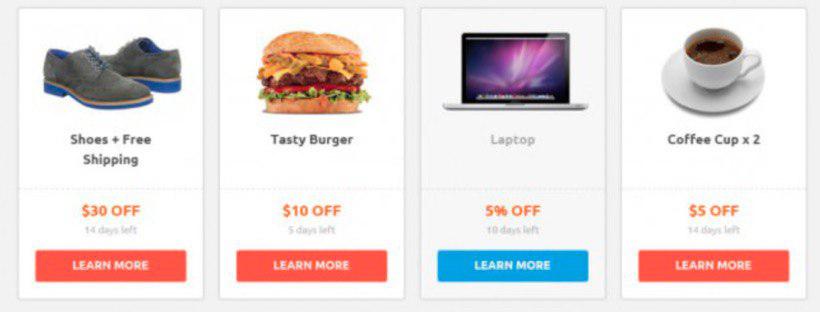 Shoes + Free
Shipping
$30 OFF
14 days left
LEARN MORE
Tasty Burger
$10 OFF
5 days left
LEARN MORE
Laptop
5% OFF
18 days left
LEARN MORE
Coffee Cup x 2
$5 OFF
14 days left
LEARN MORE